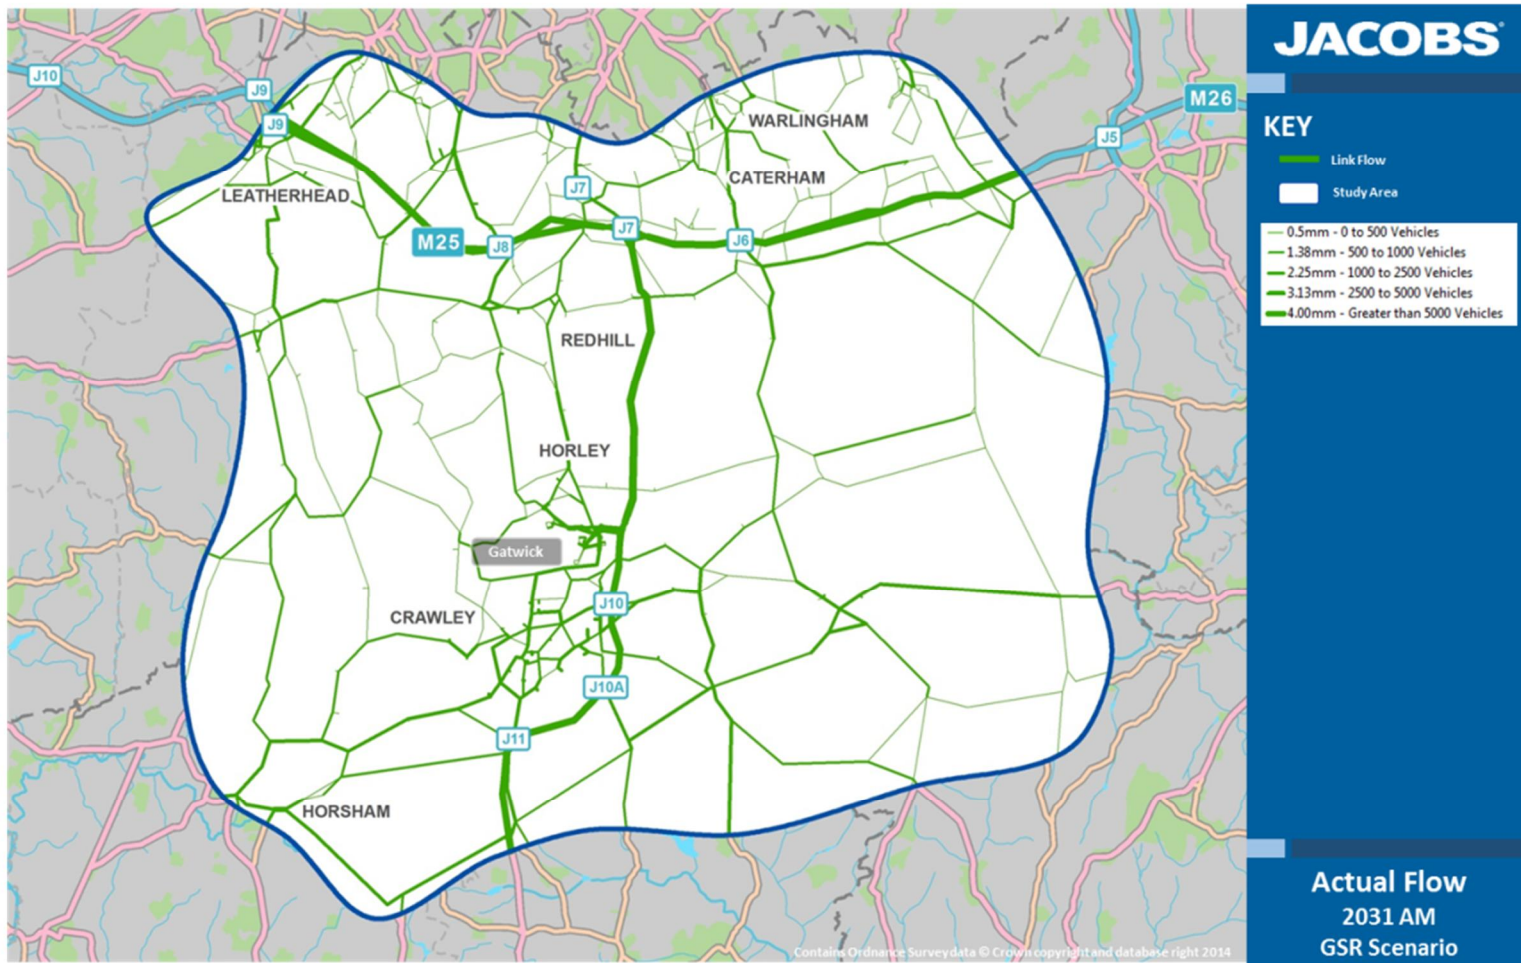 JACOBS
M26
J10
J9
J9
J5
WARLINGHAM
CATERHAM
LEATHERHEAD
J7
J7
M25
J8
J6
REDHILL
HORLEY
Gatwick
CRAWLEY
J10
J10A
J11
HORSHAM
Contains Ordnance Survey data © Crown copyright and database right 2014
KEY
Link Flow
Study Area
0.5mm - 0 to 500 Vehicles
1.38mm - 500 to 1000 Vehicles
2.25mm - 1000 to 2500 Vehicles
3.13mm - 2500 to 5000 Vehicles
4.00mm - Greater than 5000 Vehicles
Actual Flow
2031 AM
GSR Scenario